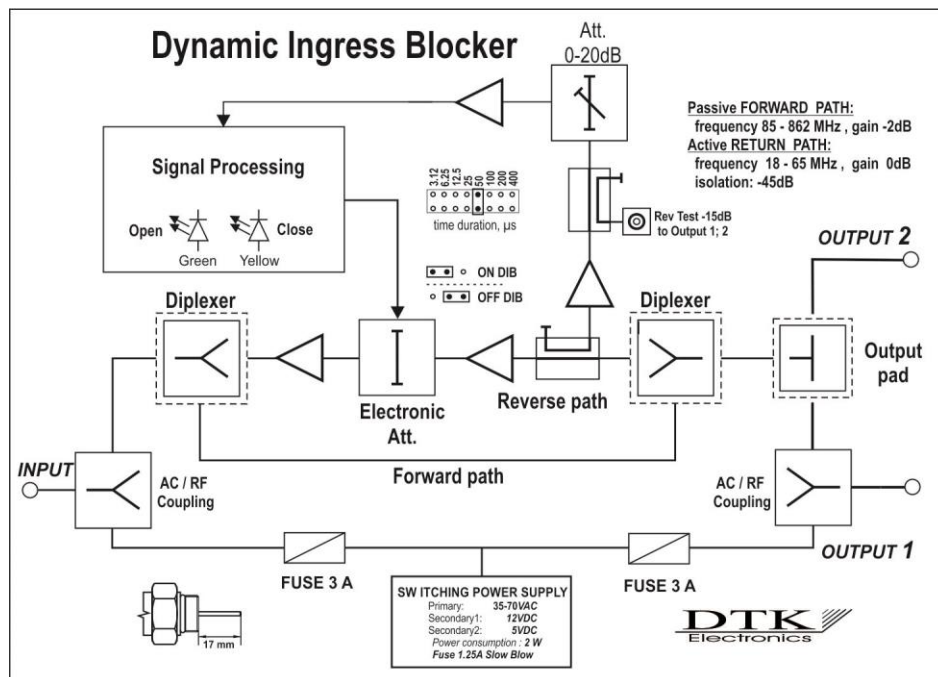 Dynamic Ingress Blocker
Att.
0-20dB
Passive FORWARD PATH:
frequency 85 - 862 MHz , gain -2dB
Active RETURN PATH:
frequency 18 - 65 MHz , gain 0dB
isolation: -45dB
Signal Processing
Open
Close
Green
Yellow
3.12
6.25
12.5
25
50
100
200
400
time duration, µs
ON DIB
OFF DIB
Rev Test -15dB
to Output 1; 2
OUTPUT 2
Diplexer
Diplexer
Output
pad
Electronic
Att.
Reverse path
Forward path
INPUT
AC / RF
Coupling
AC / RF
Coupling
OUTPUT 1
FUSE 3 A
FUSE 3 A
SW ITCHING POWER SUPPLY
Primary: 35-70VAC
Secondary1: 12VDC
Secondary2: 5VDC
Power consumption : 2 W
Fuse 1.25A Slow Blow
17 mm
DTK
Electronics